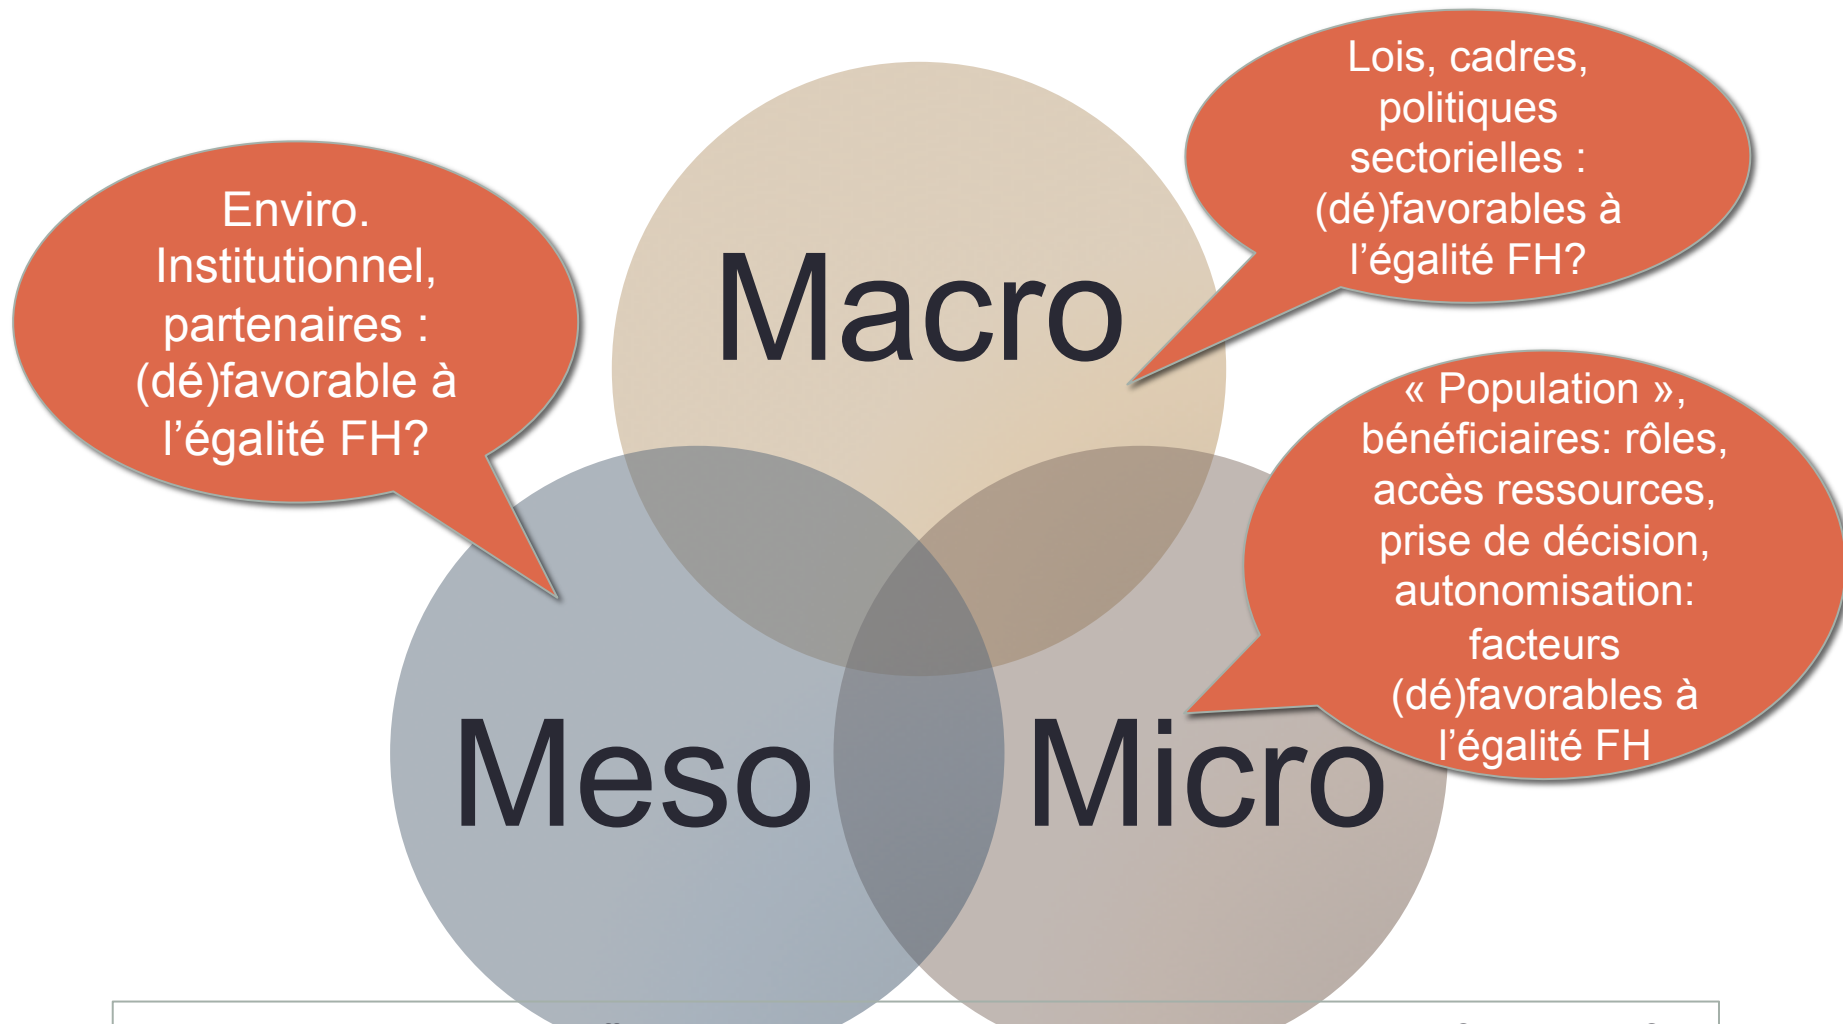 Lois, cadres,
politiques
sectorielles :
(dé)favorables à
l'égalité FH?
Enviro.
Institutionnel,
partenaires :
(dé)favorable à
l'égalité FH?
Macro
« Population »,
bénéficiaires: rôles,
accès ressources,
prise de décision,
autonomisation:
facteurs
(dé)favorables à
l'égalité FH
Meso
Micro